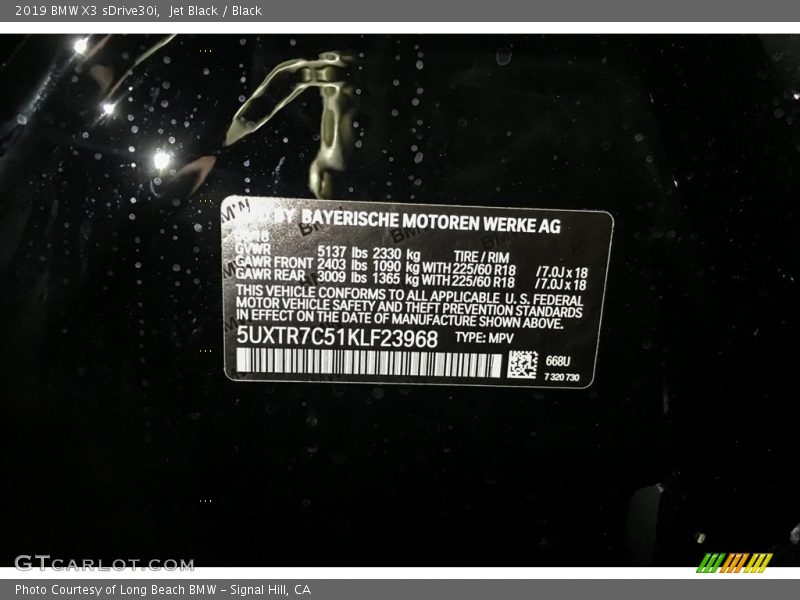 2019 BMW X3 sDrive30i, Jet Black / Black
BY BAYERISCHE MOTOREN WERKE AG
GVWR 5137 lbs 2330 kg TIRE / RIM
GAWR FRONT 2403 lbs 1090 kg WITH 225/60 R18 /7.0J x 18
GAWR REAR 3009 lbs 1365 kg WITH 225/60 R18 /7.0J x 18
THIS VEHICLE CONFORMS TO ALL APPLICABLE U. S. FEDERAL
MOTOR VEHICLE SAFETY AND THEFT PREVENTION STANDARDS
IN EFFECT ON THE DATE OF MANUFACTURE SHOWN ABOVE.
5UXTR7C51KLF23968 TYPE: MPV
668U
7 320 730
GTCARLOT.COM
Photo Courtesy of Long Beach BMW – Signal Hill, CA